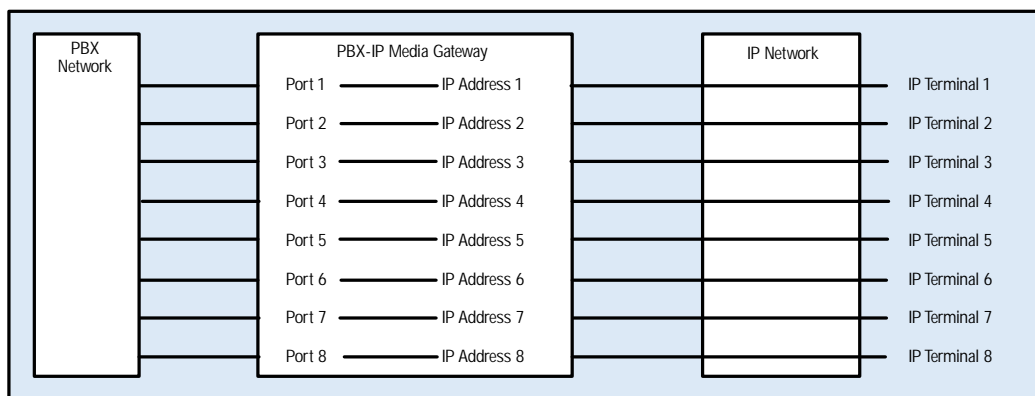 PBX
Network
PBX-IP Media Gateway
IP Network
Port 1 IP Address 1 IP Terminal 1
Port 2 IP Address 2 IP Terminal 2
Port 3 IP Address 3 IP Terminal 3
Port 4 IP Address 4 IP Terminal 4
Port 5 IP Address 5 IP Terminal 5
Port 6 IP Address 6 IP Terminal 6
Port 7 IP Address 7 IP Terminal 7
Port 8 IP Address 8 IP Terminal 8